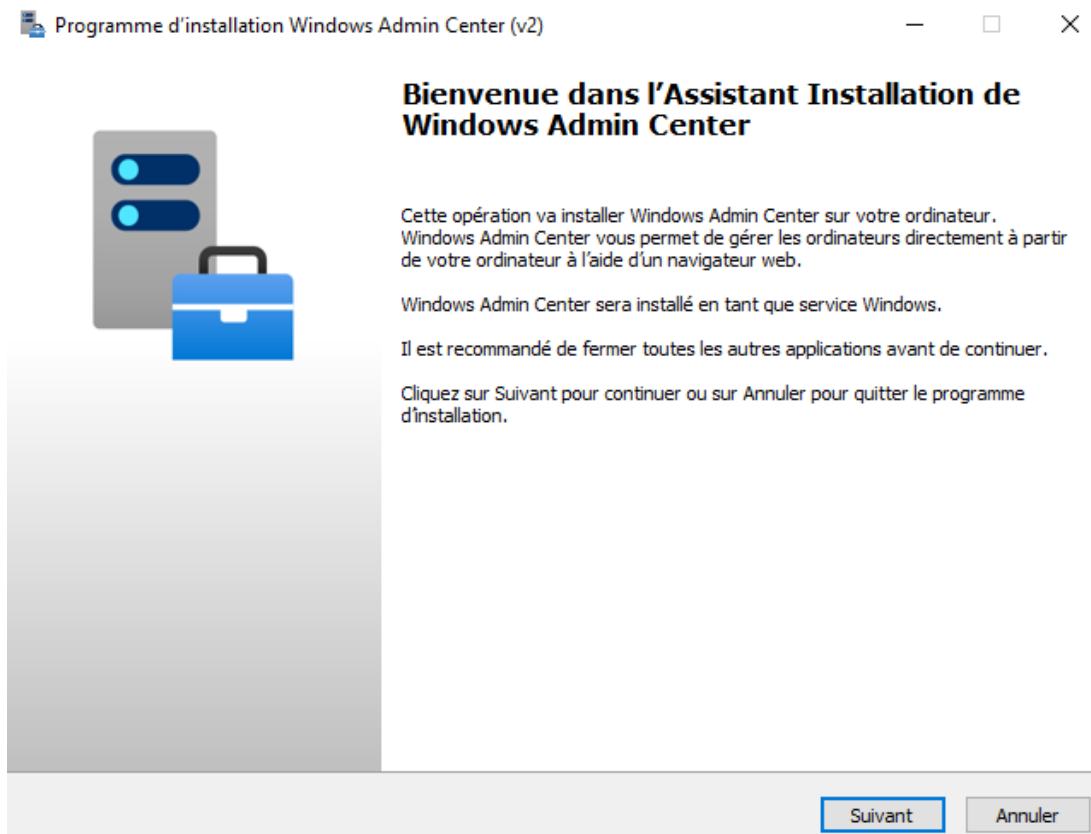 Programme d’installation Windows Admin Center (v2)
Bienvenue dans l’Assistant Installation de
Windows Admin Center
Cette opération va installer Windows Admin Center sur votre ordinateur.
Windows Admin Center vous permet de gérer les ordinateurs directement à partir
de votre ordinateur à l’aide d’un navigateur web.
Windows Admin Center sera installé en tant que service Windows.
Il est recommandé de fermer toutes les autres applications avant de continuer.
Cliquez sur Suivant pour continuer ou sur Annuler pour quitter le programme
d’installation.
Suivant
Annuler